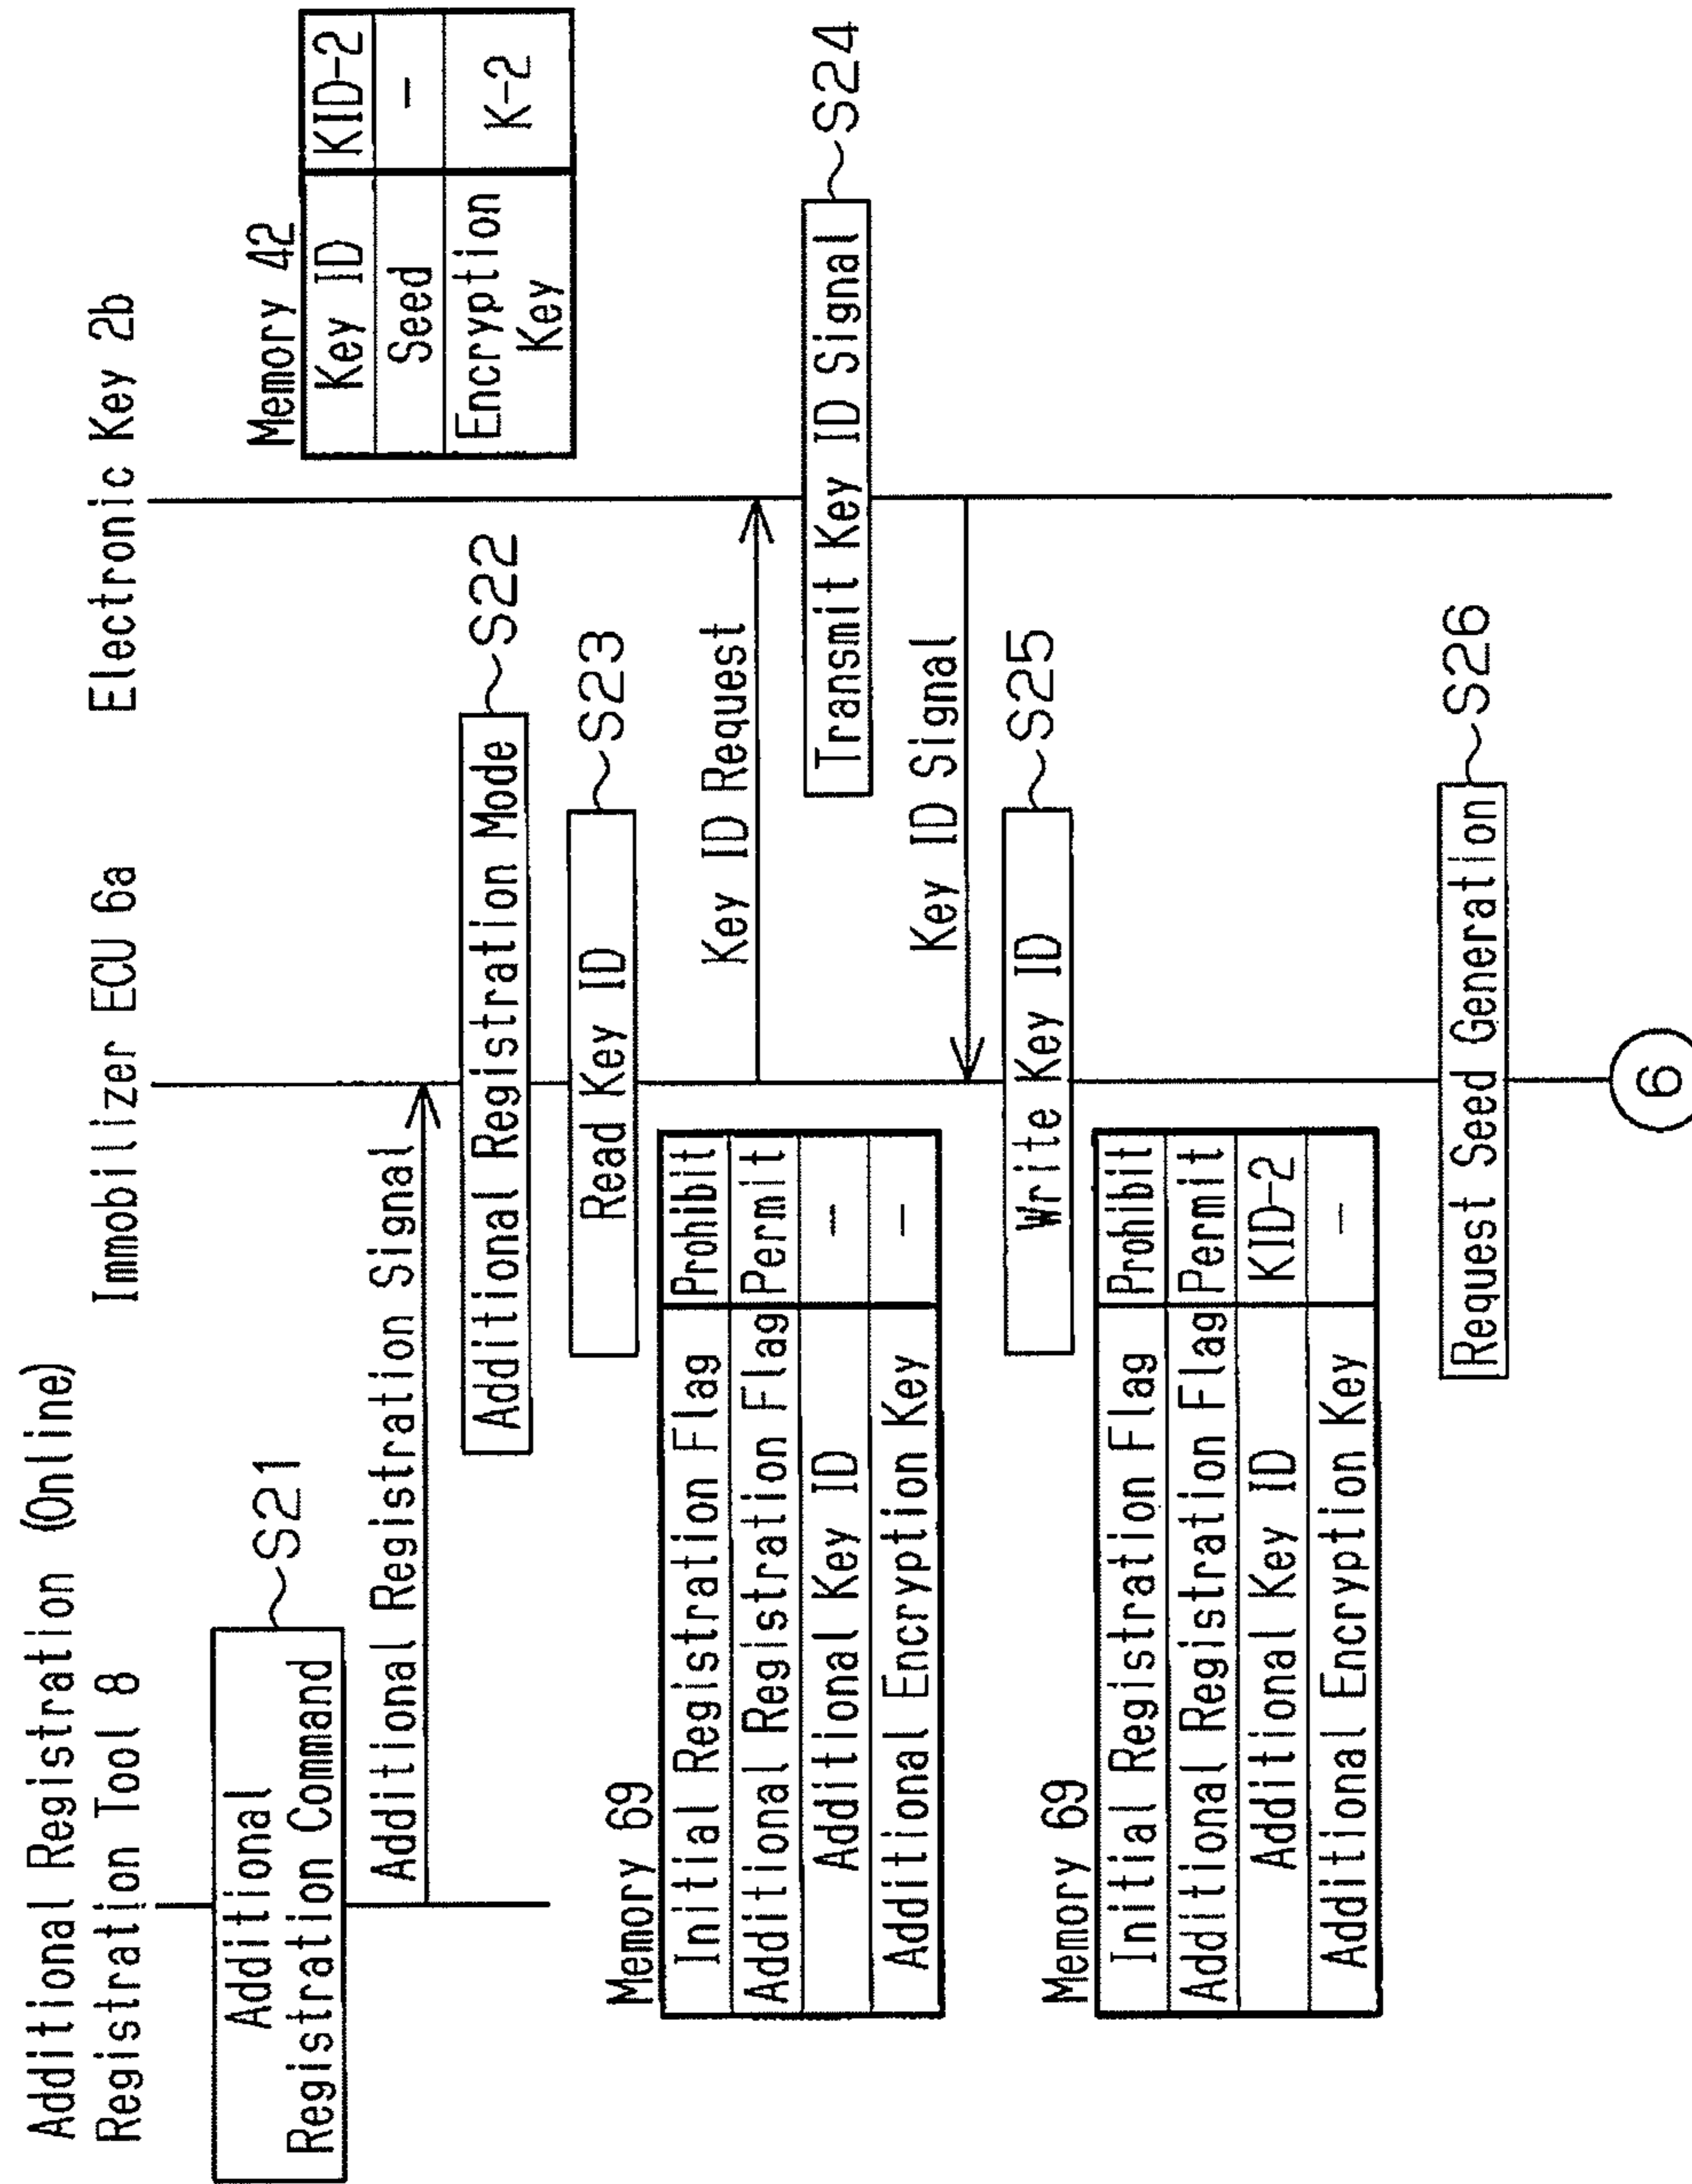 Additional Registration (Online)
Registration Tool 8
Immobilizer ECU 6a
Electronic Key 2b
Additional
Registration Command
S21
Memory 42
Key ID KID-2
Seed -
Encryption
Key K-2
Additional Registration Signal
Additional Registration Mode
S22
Read Key ID
S23
Memory 69
Initial Registration Flag Prohibit
Additional Registration Flag Permit
Additional Key ID -
Additional Encryption Key -
Key ID Request
Transmit Key ID Signal
S24
Key ID Signal
Write Key ID
S25
Memory 69
Initial Registration Flag Prohibit
Additional Registration Flag Permit
Additional Key ID KID-2
Additional Encryption Key -
Request Seed Generation
S26
6